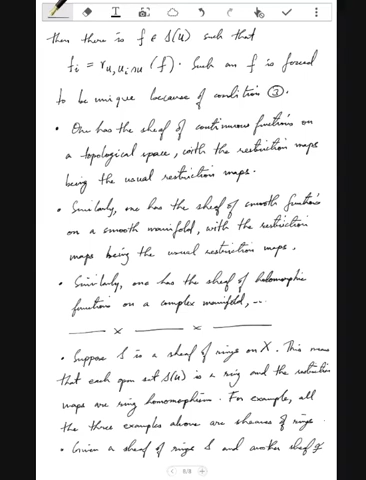 then there is f ∈ S(U) such that
fi = r_{U, Ui∩U} (f). Such an f is forced
to be unique because of condition ③.
• One has the sheaf of continuous functions on
a topological space, with the restriction maps
being the usual restriction maps.
• Similarly, one has the sheaf of smooth functions
on a smooth manifold, with the restriction
maps being the usual restriction maps.
• Similarly, one has the sheaf of holomorphic
functions on a complex manifold, ...
—— × —— × ——
• Suppose S is a sheaf of rings on X. This means
that each open set S(U) is a ring and the restriction
maps are ring homomorphism. For example, all
the three examples above are sheaves of rings.
• Given a sheaf of rings S and another sheaf of
8/8